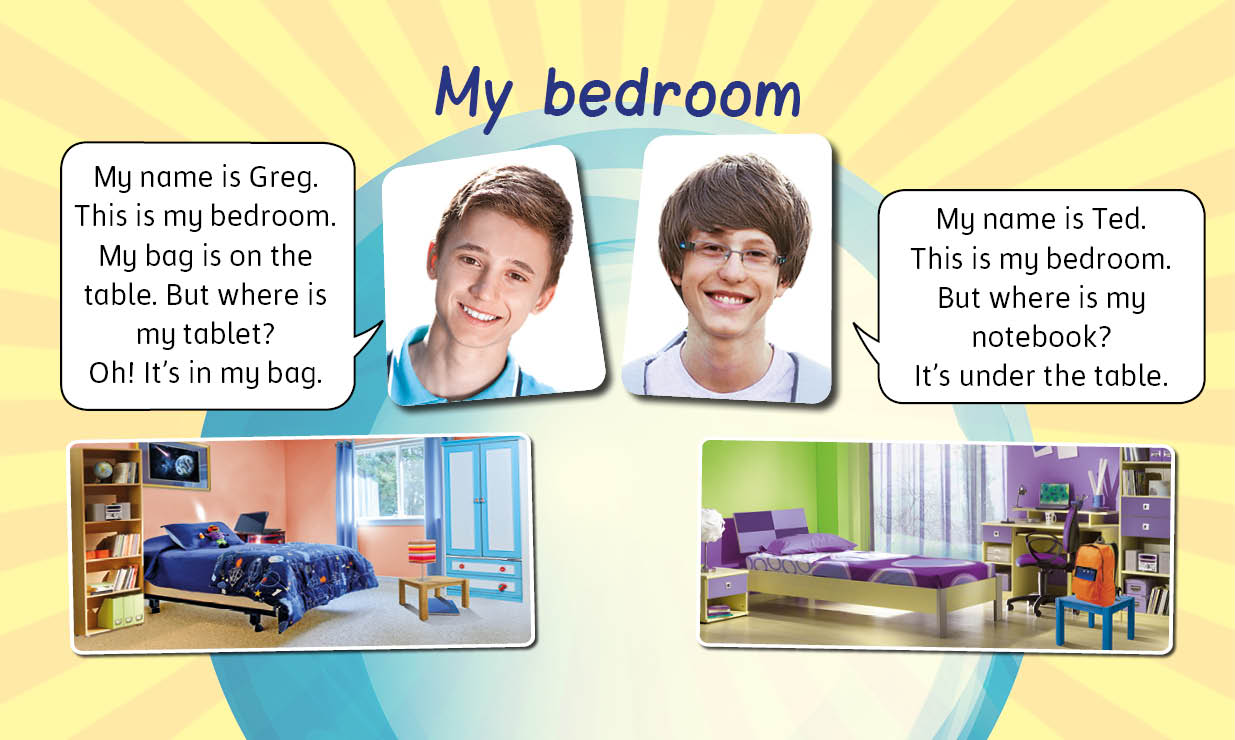 My bedroom
My name is Greg.
This is my bedroom.
My bag is on the
table. But where is
my tablet?
Oh! It’s in my bag.
My name is Ted.
This is my bedroom.
But where is my
notebook?
It’s under the table.